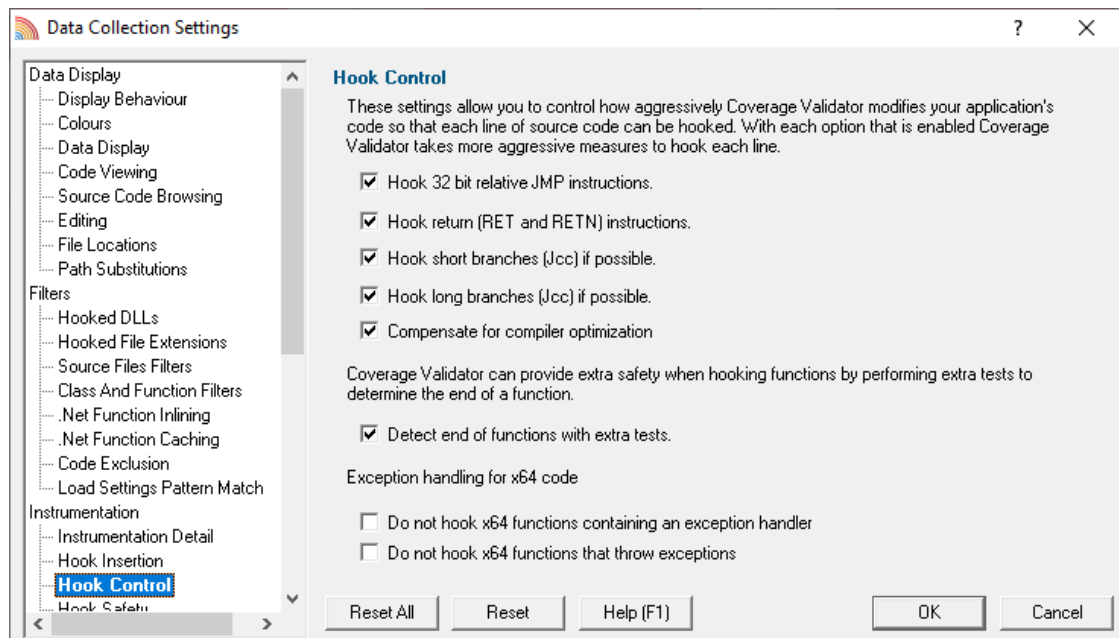 Data Collection Settings
Data Display
Display Behaviour
Colours
Data Display
Code Viewing
Source Code Browsing
Editing
File Locations
Path Substitutions
Filters
Hooked DLLs
Hooked File Extensions
Source Files Filters
Class And Function Filters
.Net Function Inlining
.Net Function Caching
Code Exclusion
Load Settings Pattern Match
Instrumentation
Instrumentation Detail
Hook Insertion
Hook Control
Hook Safety
Hook Control
These settings allow you to control how aggressively Coverage Validator modifies your application's
code so that each line of source code can be hooked. With each option that is enabled Coverage
Validator takes more aggressive measures to hook each line.
Hook 32 bit relative JMP instructions.
Hook return (RET and RETN) instructions.
Hook short branches (Jcc) if possible.
Hook long branches (Jcc) if possible.
Compensate for compiler optimization
Coverage Validator can provide extra safety when hooking functions by performing extra tests to
determine the end of a function.
Detect end of functions with extra tests.
Exception handling for x64 code
Do not hook x64 functions containing an exception handler
Do not hook x64 functions that throw exceptions
Reset All
Reset
Help (F1)
OK
Cancel